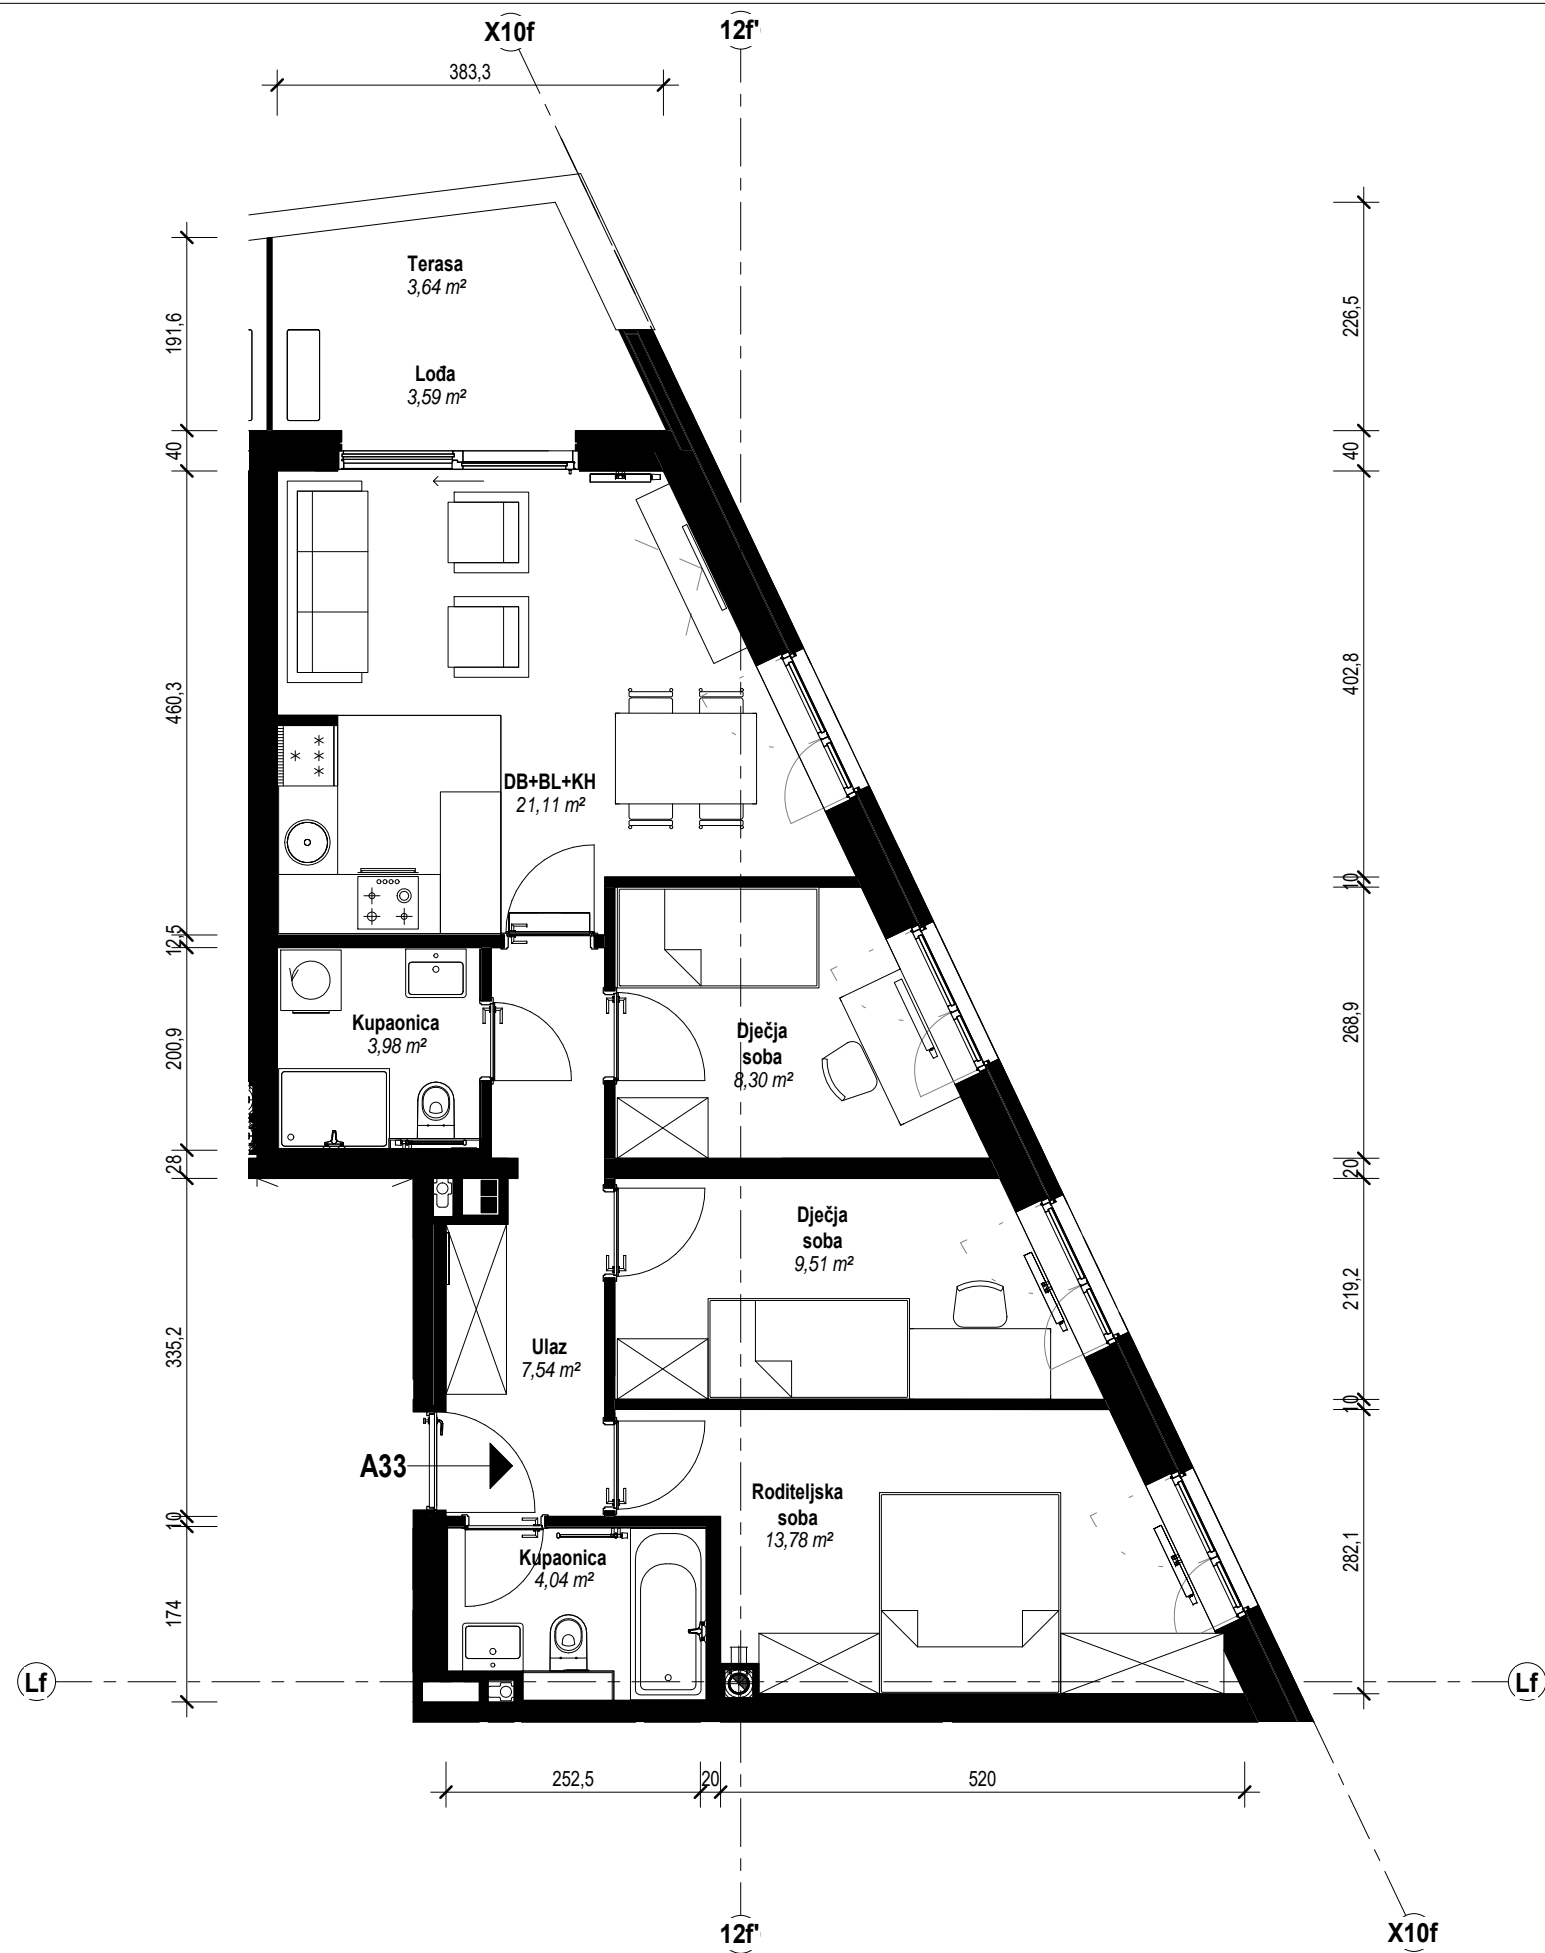 X10f
12f'
383,3
Terasa
3,64 m²
191,6
226,5
Lođa
3,59 m²
40
40
460,3
402,8
DB+BL+KH
21,11 m²
10
12,5
Kupaonica
3,98 m²
200,9
Dječja
soba
8,30 m²
268,9
28
20
Dječja
soba
9,51 m²
219,2
335,2
Ulaz
7,54 m²
10
A33
Roditeljska
soba
13,78 m²
10
Kupaonica
4,04 m²
282,1
174
Lf
Lf
252,5
20
520
12f'
X10f